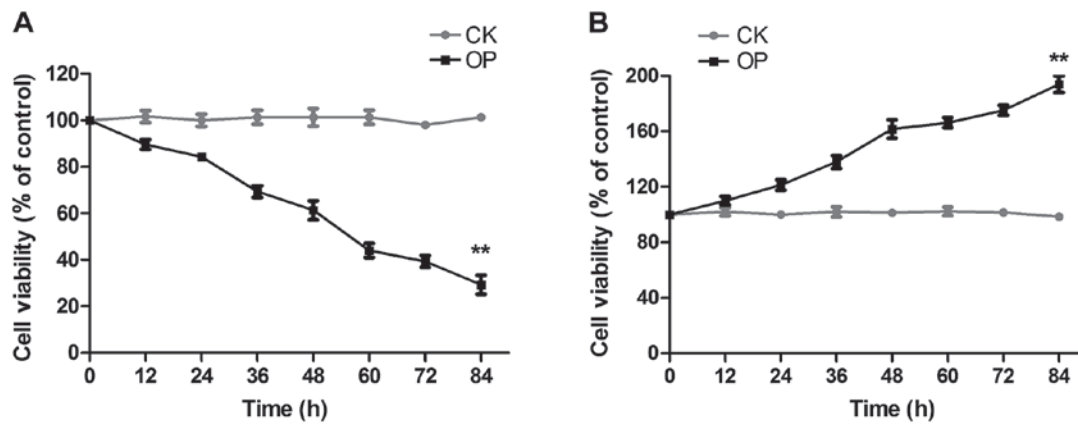 A
CK
OP
120
100
80
60
40
20
0
Cell viability (% of control)
**
0 12 24 36 48 60 72 84
Time (h)
B
CK
OP
200
160
120
80
40
0
Cell viability (% of control)
**
0 12 24 36 48 60 72 84
Time (h)